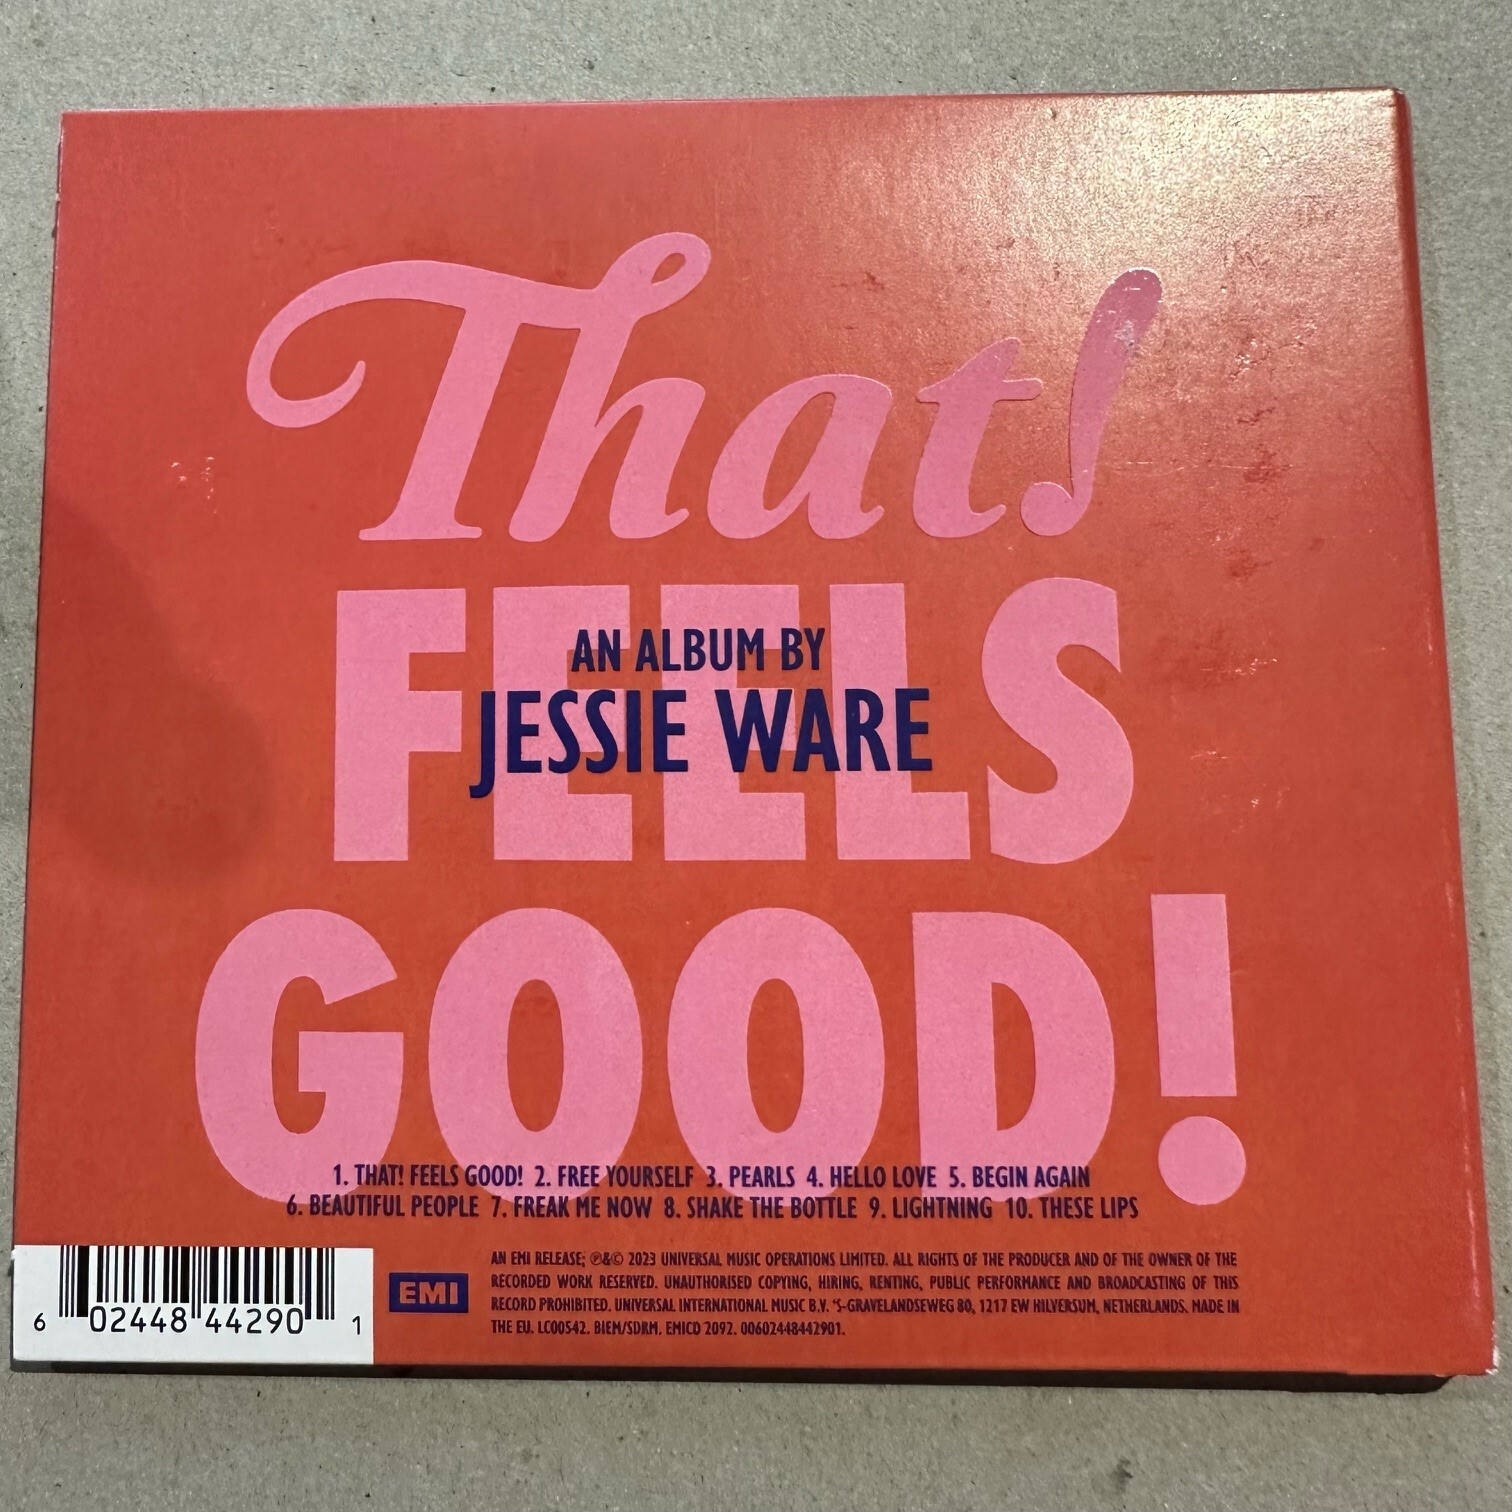 That!
FEELS
AN ALBUM BY
JESSIE WARE
GOOD!
1. THAT! FEELS GOOD! 2. FREE YOURSELF 3. PEARLS 4. HELLO LOVE 5. BEGIN AGAIN
6. BEAUTIFUL PEOPLE 7. FREAK ME NOW 8. SHAKE THE BOTTLE 9. LIGHTNING 10. THESE LIPS
6 02448 44290 1
EMI
AN EMI RELEASE; ℗&© 2023 UNIVERSAL MUSIC OPERATIONS LIMITED. ALL RIGHTS OF THE PRODUCER AND OF THE OWNER OF THE
RECORDED WORK RESERVED. UNAUTHORISED COPYING, HIRING, RENTING, PUBLIC PERFORMANCE AND BROADCASTING OF THIS
RECORD PROHIBITED. UNIVERSAL INTERNATIONAL MUSIC B.V. 'S-GRAVELANDSEWEG 80, 1217 EW HILVERSUM, NETHERLANDS. MADE IN
THE EU. LC00542. BIEM/SDRM. EMICD 2092. 00602448442901.